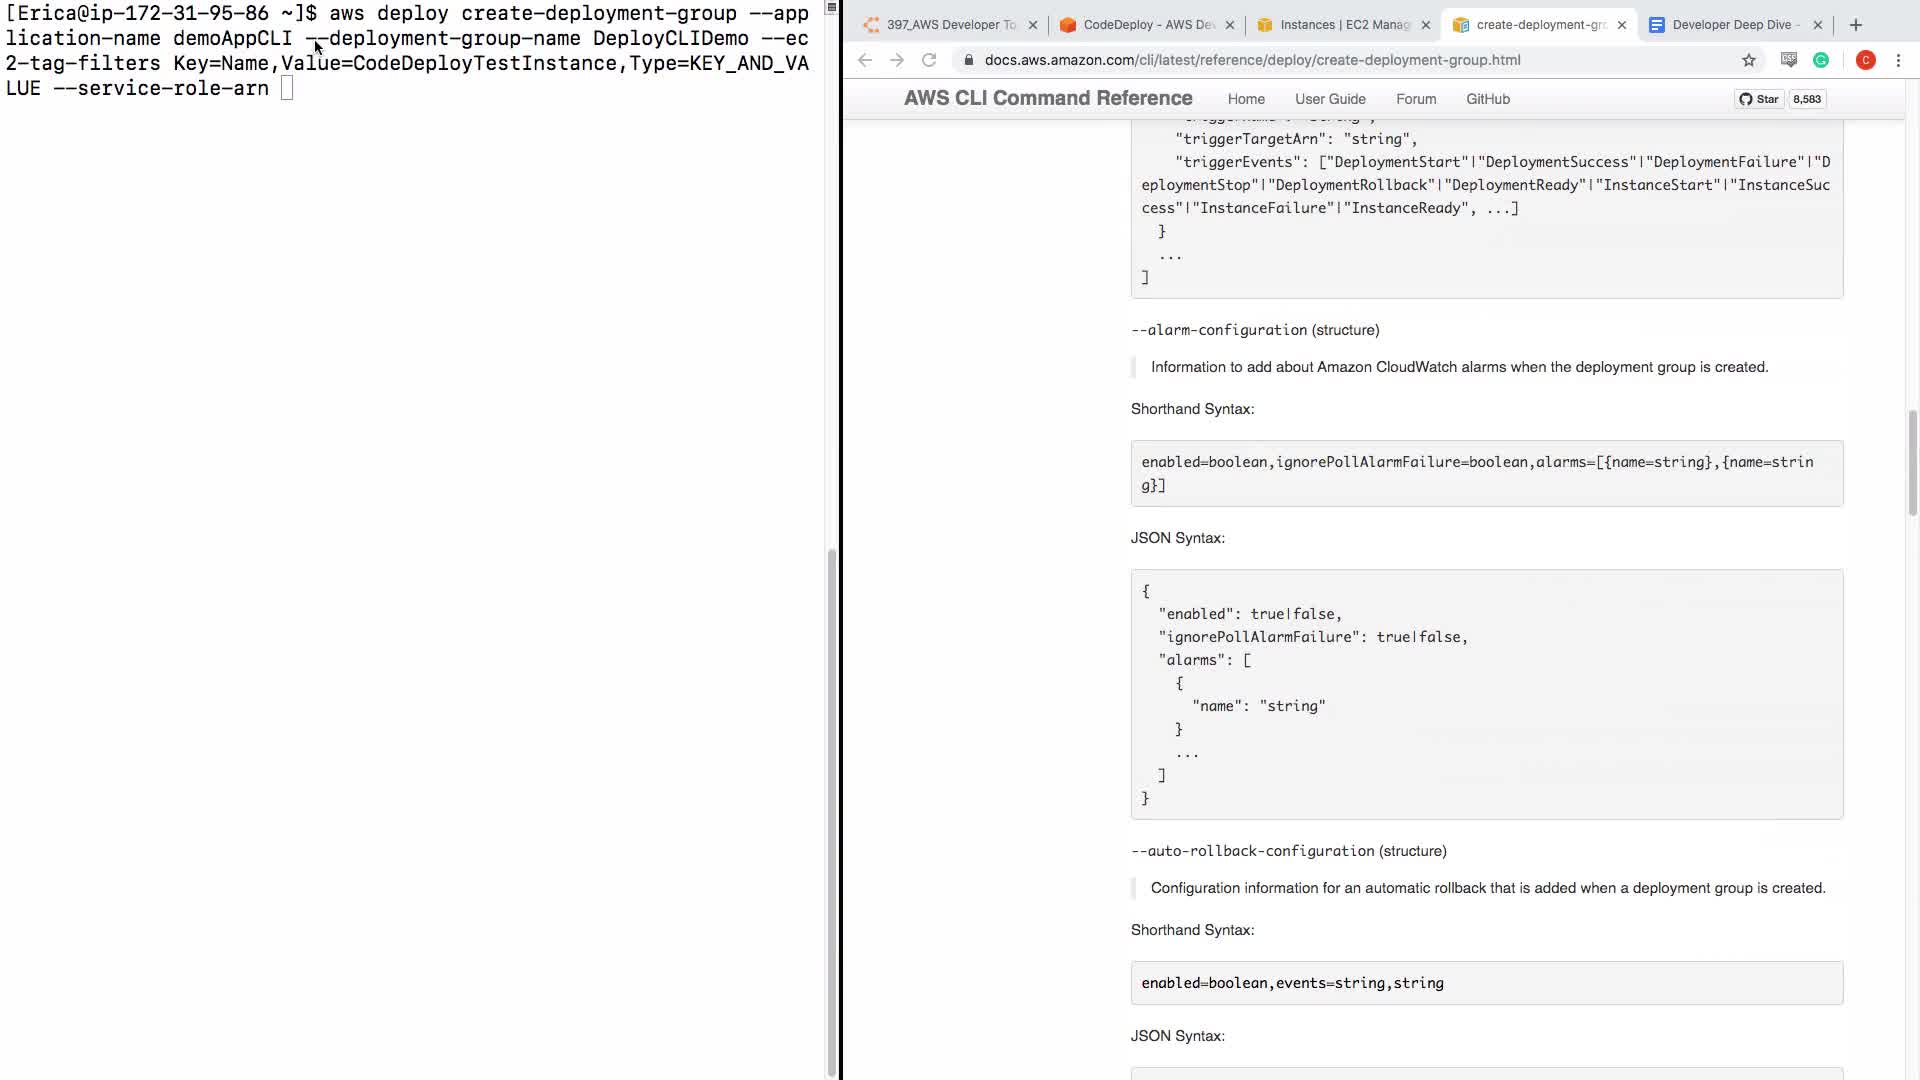 [Erica@ip-172-31-95-86 ~]$ aws deploy create-deployment-group --app
lication-name demoAppCLI --deployment-group-name DeployCLIDemo --ec
2-tag-filters Key=Name,Value=CodeDeployTestInstance,Type=KEY_AND_VA
LUE --service-role-arn
397_AWS Developer To
CodeDeploy - AWS De
Instances | EC2 Manag
create-deployment-gr
Developer Deep Dive -
docs.aws.amazon.com/cli/latest/reference/deploy/create-deployment-group.html
C
AWS CLI Command Reference
Home
User Guide
Forum
GitHub
Star
8,583
"triggerTargetArn": "string",
"triggerEvents": ["DeploymentStart"|"DeploymentSuccess"|"DeploymentFailure"|"D
eploymentStop"|"DeploymentRollback"|"DeploymentReady"|"InstanceStart"|"InstanceSuc
cess"|"InstanceFailure"|"InstanceReady", ...]
}
...
]
--alarm-configuration (structure)
Information to add about Amazon CloudWatch alarms when the deployment group is created.
Shorthand Syntax:
enabled=boolean,ignorePollAlarmFailure=boolean,alarms=[{name=string},{name=strin
g}]
JSON Syntax:
{
"enabled": true|false,
"ignorePollAlarmFailure": true|false,
"alarms": [
{
"name": "string"
}
...
]
}
--auto-rollback-configuration (structure)
Configuration information for an automatic rollback that is added when a deployment group is created.
Shorthand Syntax:
enabled=boolean,events=string,string
JSON Syntax: